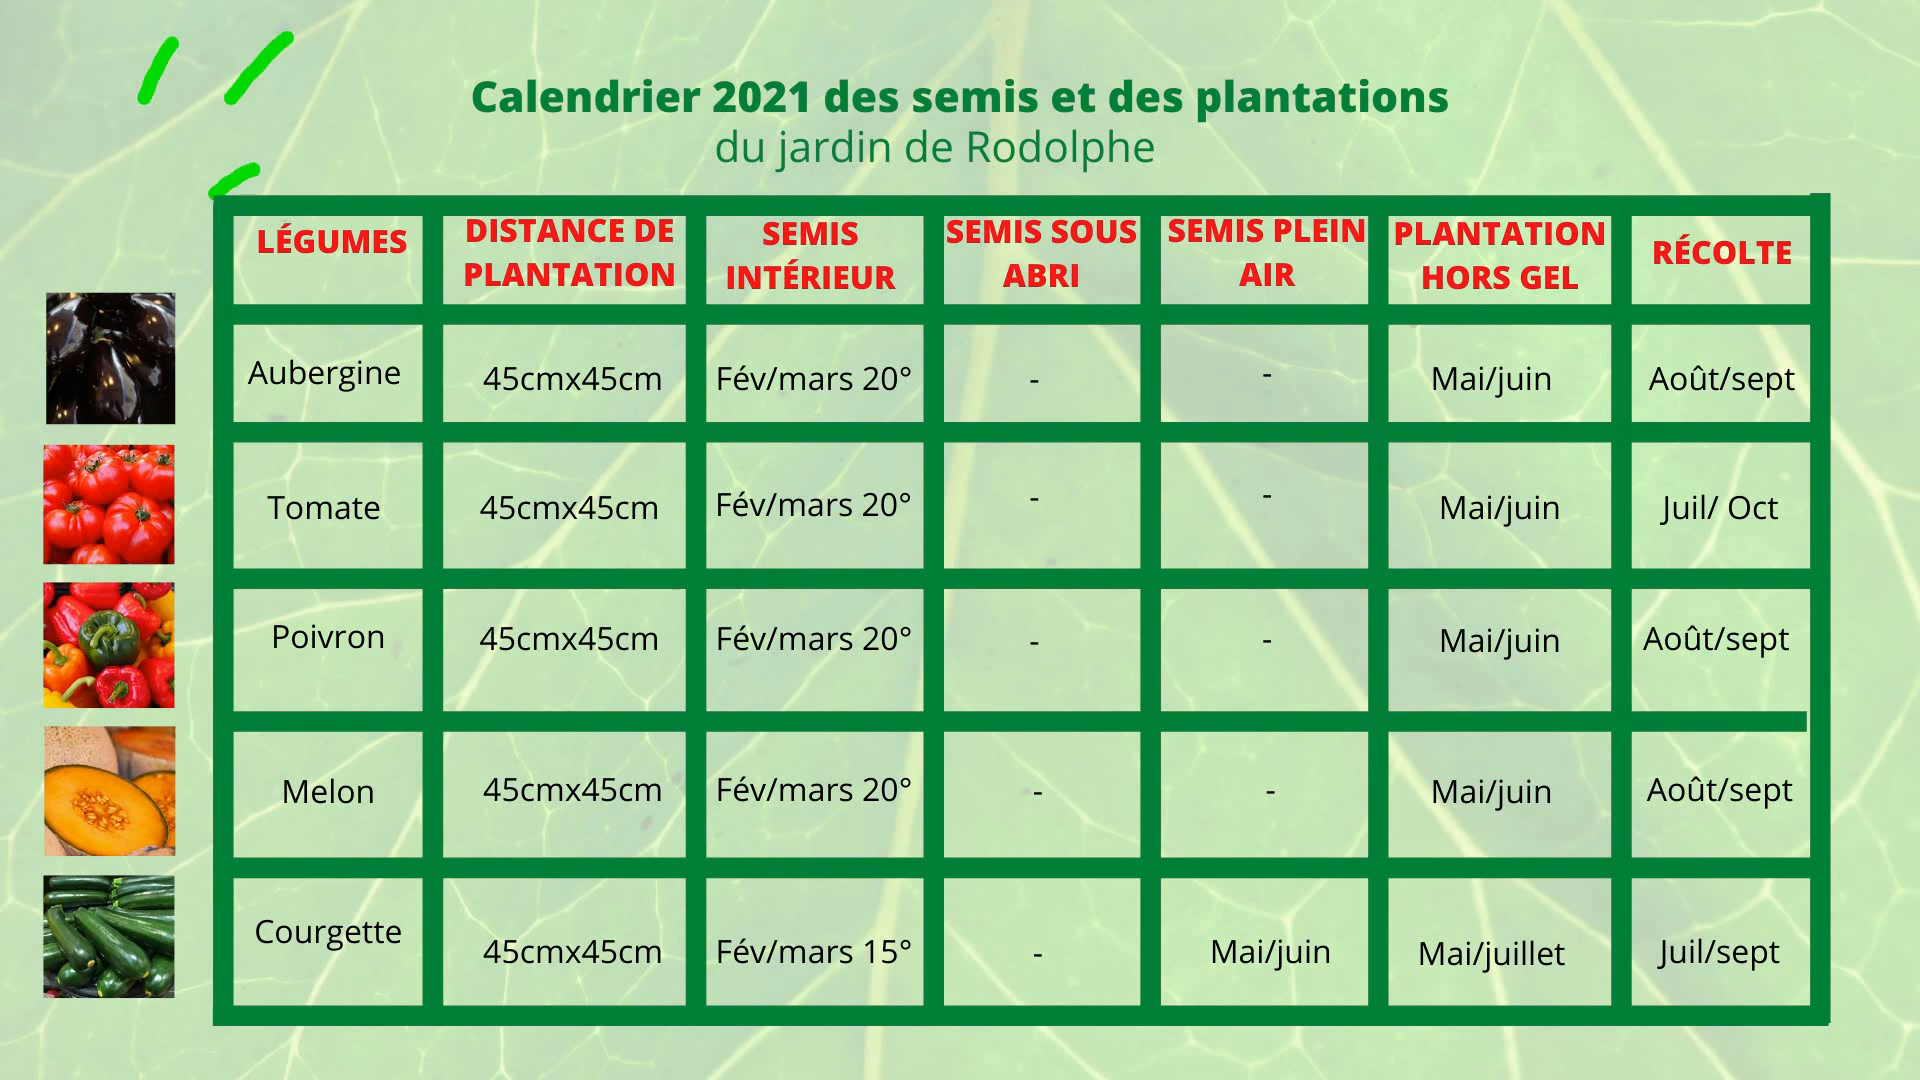 Calendrier 2021 des semis et des plantations
du jardin de Rodolphe
LÉGUMES
DISTANCE DE
PLANTATION
SEMIS
INTÉRIEUR
SEMIS SOUS
ABRI
SEMIS PLEIN
AIR
PLANTATION
HORS GEL
RÉCOLTE
Aubergine
45cmx45cm
Fév/mars 20°
-
-
Mai/juin
Août/sept
Tomate
45cmx45cm
Fév/mars 20°
-
-
Mai/juin
Juil/ Oct
Poivron
45cmx45cm
Fév/mars 20°
-
-
Mai/juin
Août/sept
Melon
45cmx45cm
Fév/mars 20°
-
-
Mai/juin
Août/sept
Courgette
45cmx45cm
Fév/mars 15°
-
Mai/juin
Mai/juillet
Juil/sept